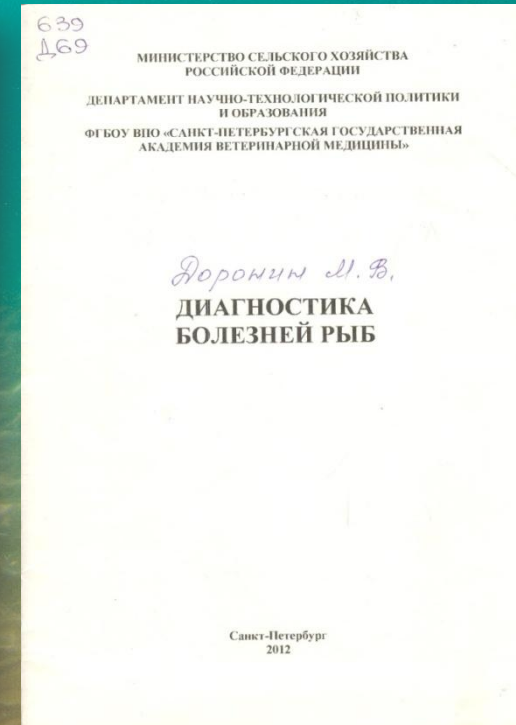 639
Д69
МИНИСТЕРСТВО СЕЛЬСКОГО ХОЗЯЙСТВА
РОССИЙСКОЙ ФЕДЕРАЦИИ
ДЕПАРТАМЕНТ НАУЧНО-ТЕХНОЛОГИЧЕСКОЙ ПОЛИТИКИ
И ОБРАЗОВАНИЯ
ФГБОУ ВПО «САНКТ-ПЕТЕРБУРГСКАЯ ГОСУДАРСТВЕННАЯ
АКАДЕМИЯ ВЕТЕРИНАРНОЙ МЕДИЦИНЫ»
Доронин М.В.
ДИАГНОСТИКА
БОЛЕЗНЕЙ РЫБ
Санкт-Петербург
2012